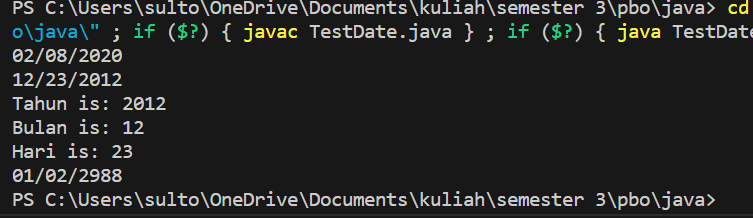 PS C:\Users\sulto\OneDrive\Documents\kuliah\semester 3\pbo\java> cd
o\java\" ; if ($?) { javac TestDate.java } ; if ($?) { java TestDate
02/08/2020
12/23/2012
Tahun is: 2012
Bulan is: 12
Hari is: 23
01/02/2988
PS C:\Users\sulto\OneDrive\Documents\kuliah\semester 3\pbo\java>